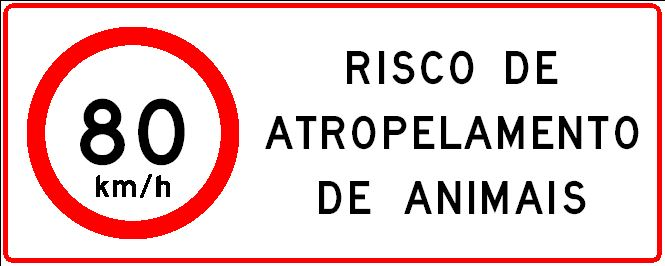 80
km/h
RISCO DE
ATROPELAMENTO
DE ANIMAIS